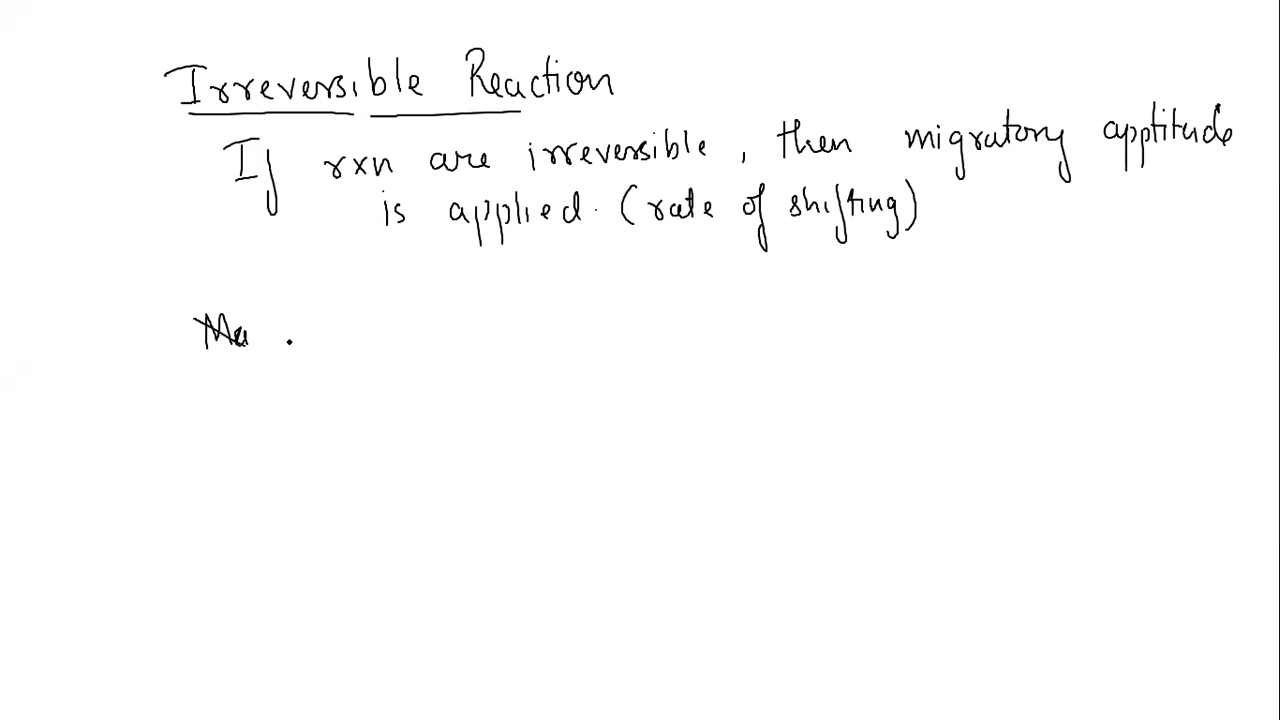 Irreversible Reaction
If rxn are irreversible, then migratory apptitude
is applied. (rate of shifting)